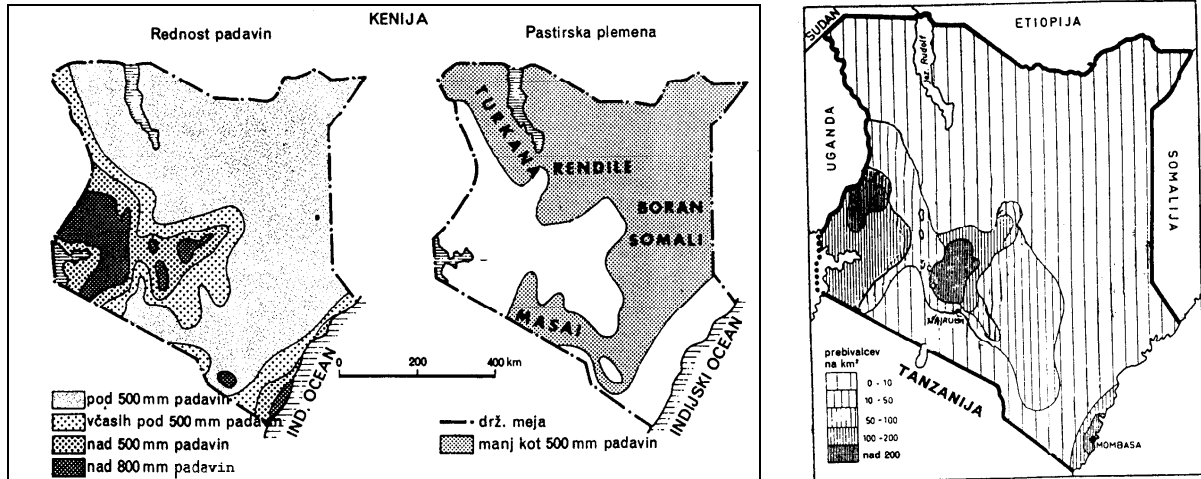 KENIJA
Rednost padavin
pod 500 mm padavin
včasih pod 500 mm padavin
nad 500 mm padavin
nad 800 mm padavin
IND. OCEAN
0 200 400 km
Pastirska plemena
TURKANA
RENDILE
BORAN
SOMALI
MASAI
INDIJSKI OCEAN
drž. meja
manj kot 500 mm padavin
SUDAN
ETIOPIJA
jez. Rudolf
UGANDA
SOMALIJA
NAIROBI
TANZANIJA
MOMBASA
prebivalcev
na km²
0 - 10
10 - 50
50 - 100
100 - 200
nad 200